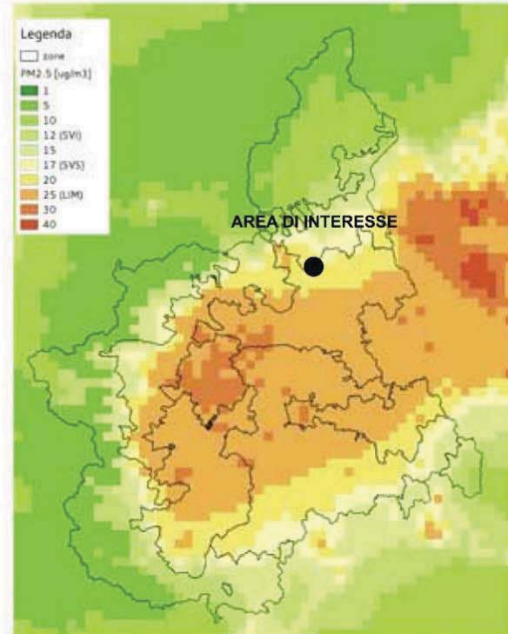 Legenda
zone
PM2.5 [ug/m3]
1
5
10
12 (SVI)
15
17 (SVS)
20
25 (LIM)
30
40
AREA DI INTERESSE